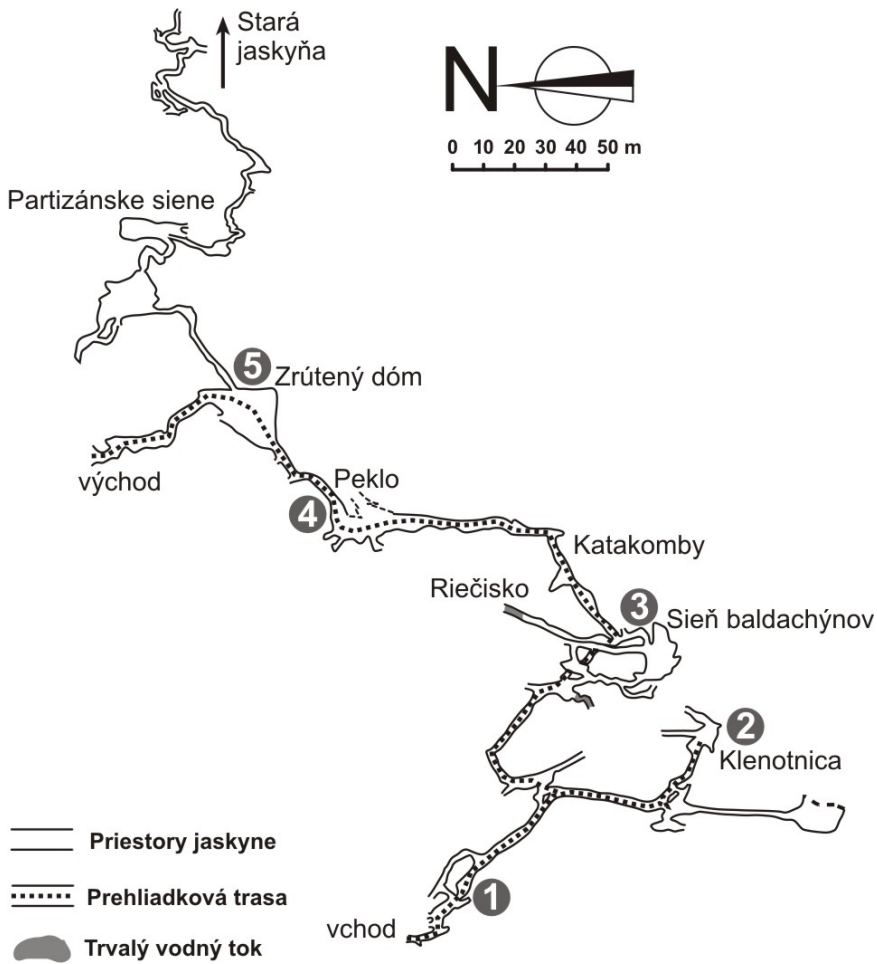 Stará
jaskyňa
N
0 10 20 30 40 50 m
Partizánske siene
5 Zrútený dóm
východ
Peklo
4
Katakomby
Riečisko
3 Sieň baldachýnov
2
Klenotnica
Priestory jaskyne
Prehliadková trasa
1
vchod
Trvalý vodný tok